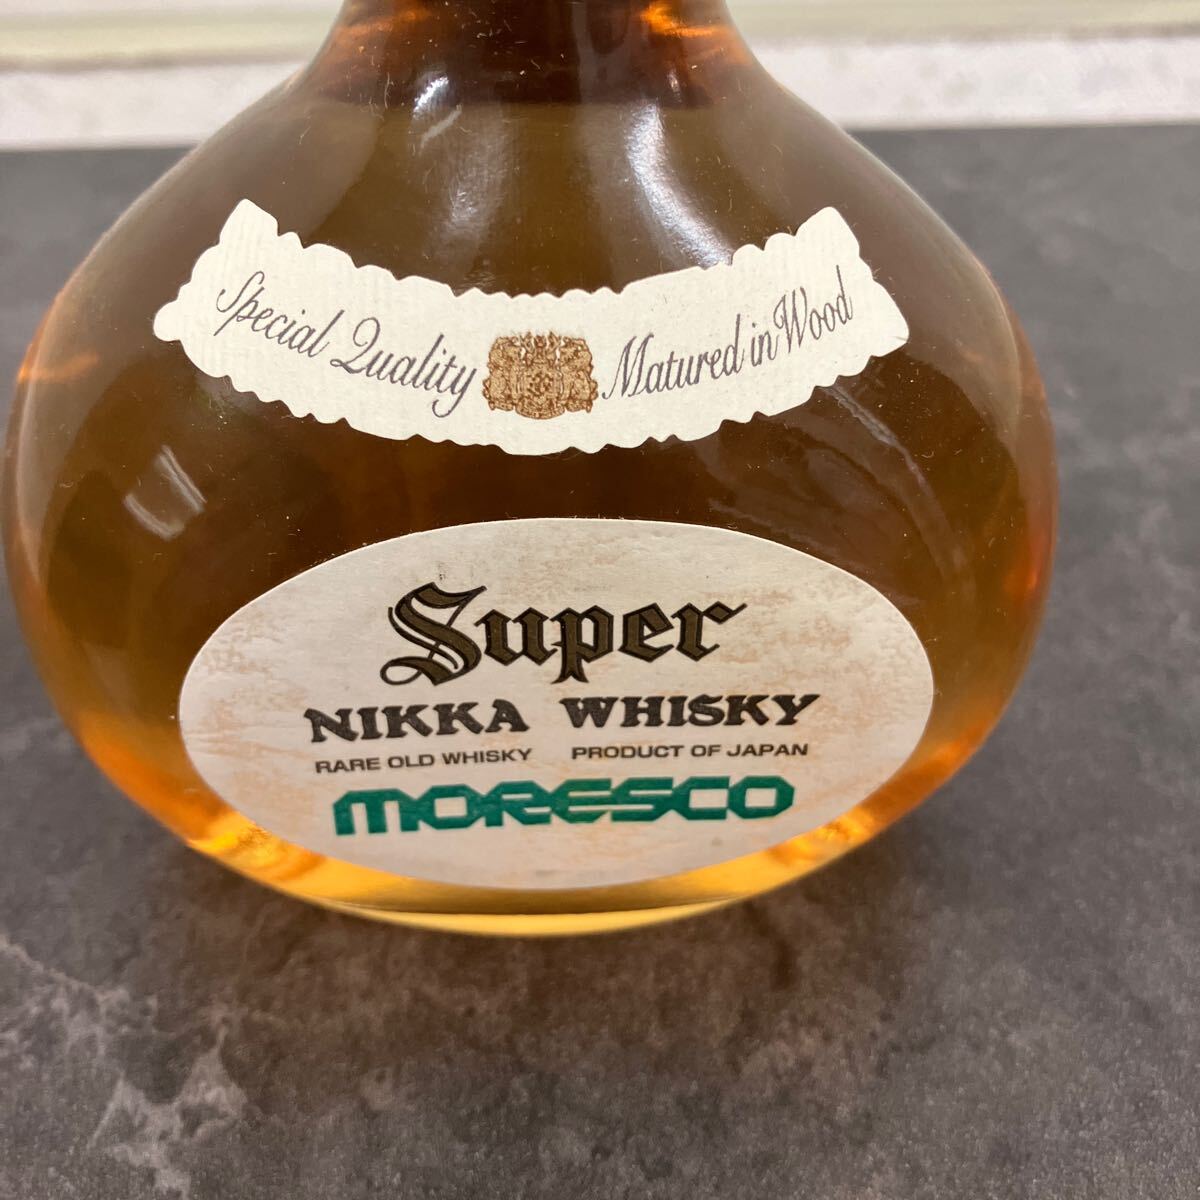 Special Quality Matured in Wood
Super
NIKKA WHISKY
RARE OLD WHISKY PRODUCT OF JAPAN
MORESCO